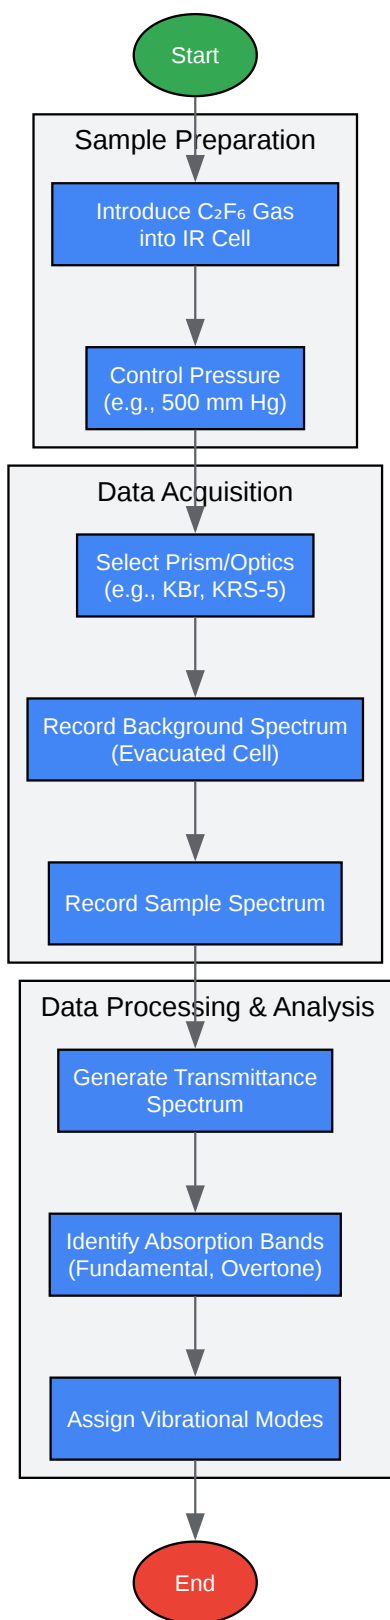 Start
Sample Preparation
Introduce C₂F₆ Gas
into IR Cell
Control Pressure
(e.g., 500 mm Hg)
Data Acquisition
Select Prism/Optics
(e.g., KBr, KRS-5)
Record Background Spectrum
(Evacuated Cell)
Record Sample Spectrum
Data Processing & Analysis
Generate Transmittance
Spectrum
Identify Absorption Bands
(Fundamental, Overtone)
Assign Vibrational Modes
End